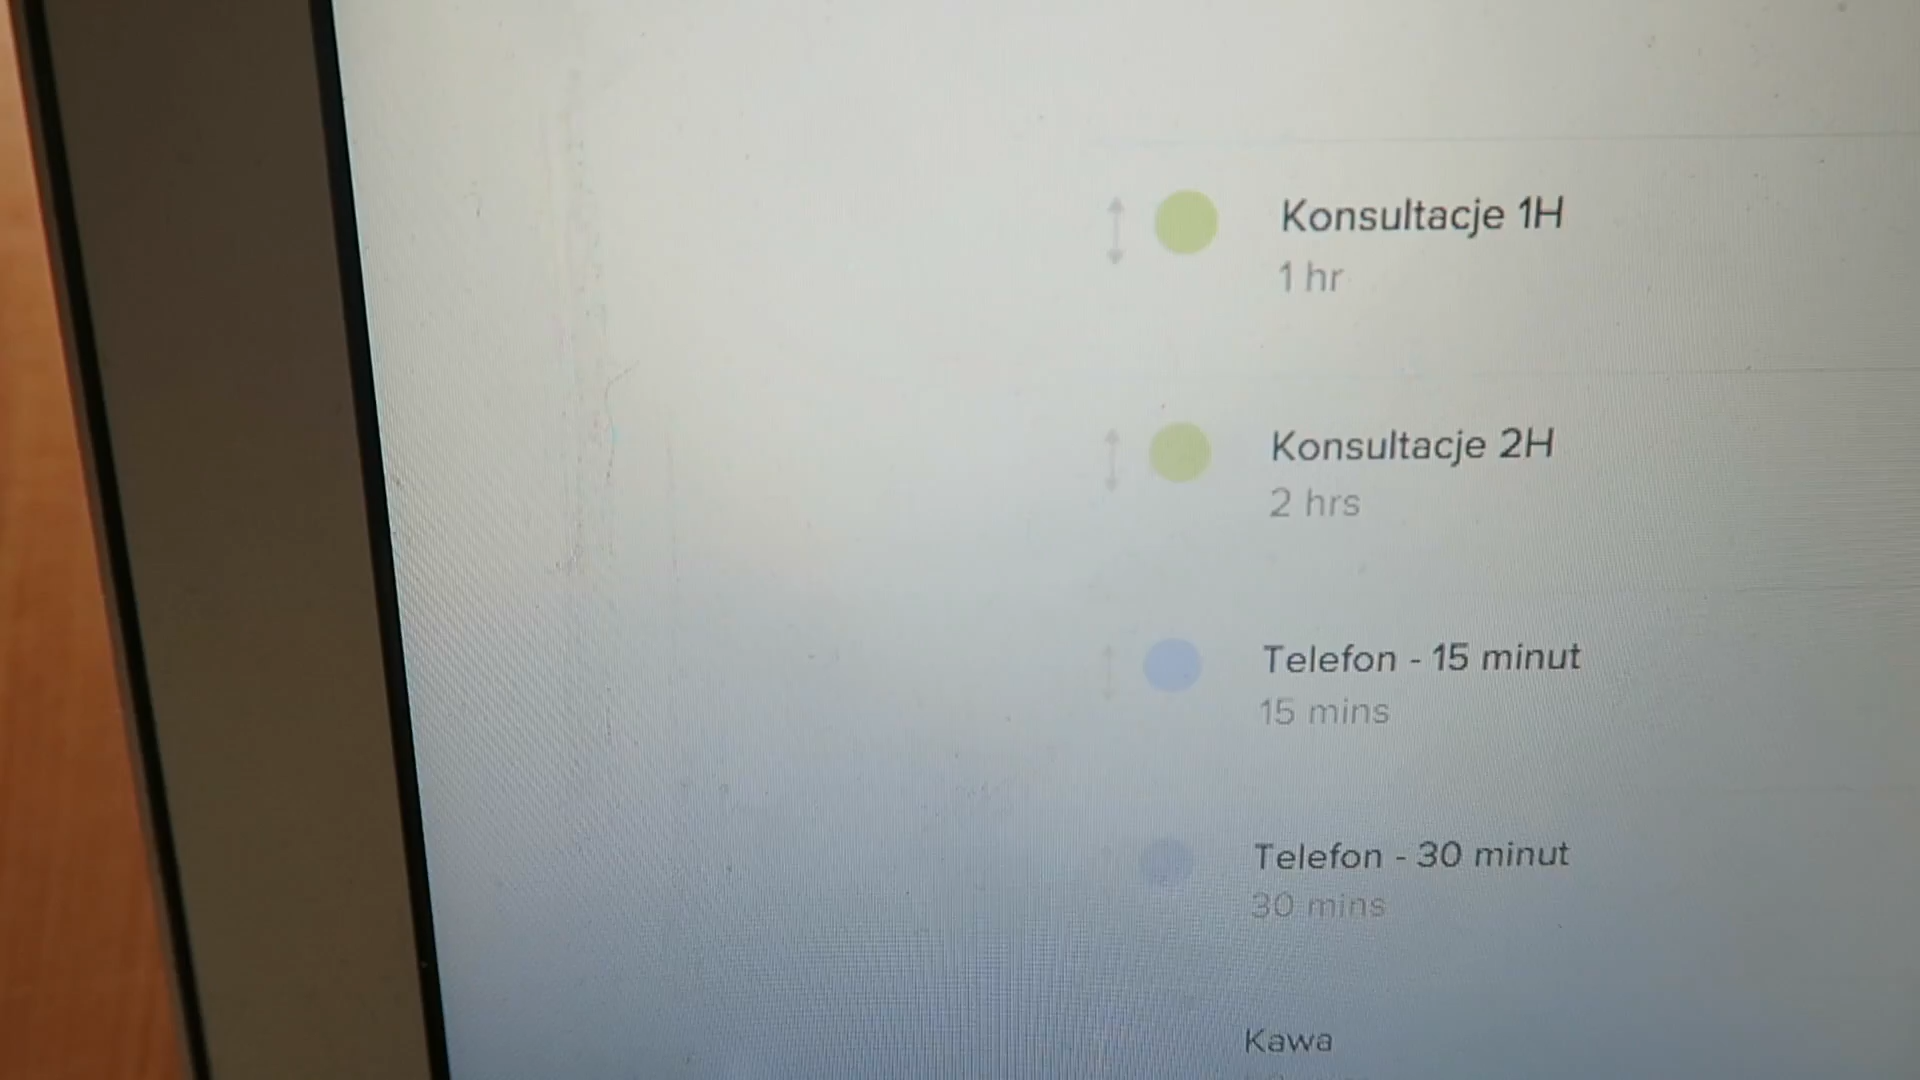 Konsultacje 1H
1 hr
Konsultacje 2H
2 hrs
Telefon - 15 minut
15 mins
Telefon - 30 minut
30 mins
Kawa